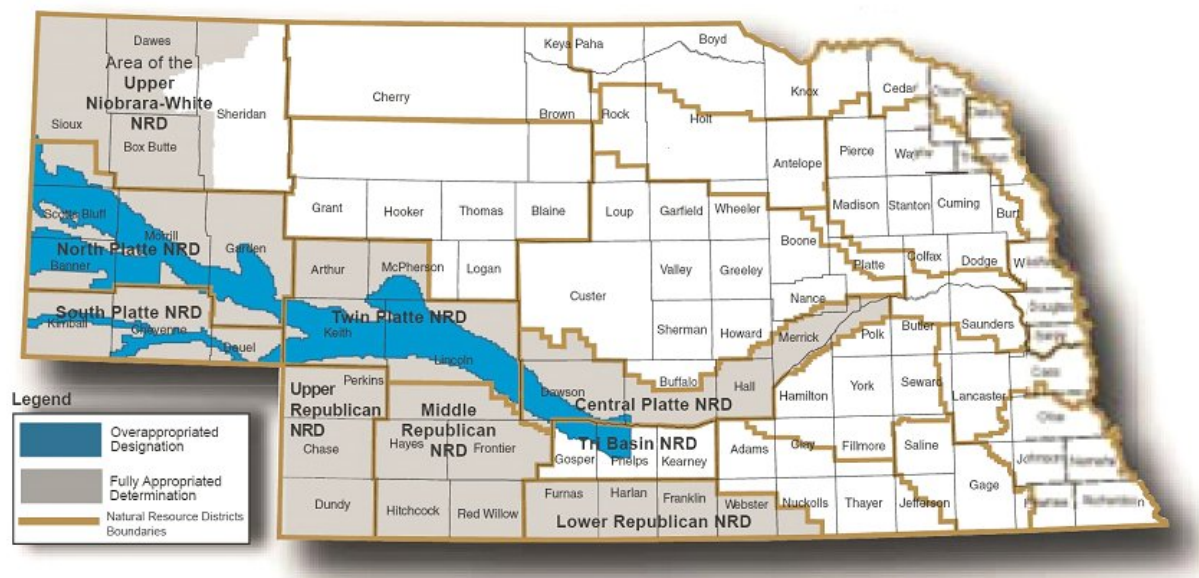 Dawes
Keya Paha
Boyd
Area of the
Upper
Niobrara-White
NRD
Sheridan
Cherry
Brown
Rock
Holt
Knox
Cedar
Sioux
Box Butte
Antelope
Pierce
Grant
Hooker
Thomas
Blaine
Loup
Garfield
Wheeler
Madison
Stanton
Cuming
Burt
Scotts Bluff
Morrill
North Platte NRD
Garden
Banner
Arthur
McPherson
Logan
Custer
Valley
Greeley
Boone
Platte
Colfax
Dodge
Nance
South Platte NRD
Kimball
Cheyenne
Deuel
Twin Platte NRD
Keith
Lincoln
Sherman
Howard
Merrick
Polk
Butler
Saunders
Perkins
Upper
Republican
NRD
Chase
Middle
Republican
NRD
Hayes
Frontier
Dawson
Buffalo
Hall
Central Platte NRD
Hamilton
York
Seward
Lancaster
Tri Basin NRD
Gosper
Phelps
Kearney
Adams
Clay
Fillmore
Saline
Gage
Dundy
Hitchcock
Red Willow
Furnas
Harlan
Franklin
Webster
Lower Republican NRD
Nuckolls
Thayer
Jefferson
Legend
Overappropriated
Designation
Fully Appropriated
Determination
Natural Resource Districts
Boundaries